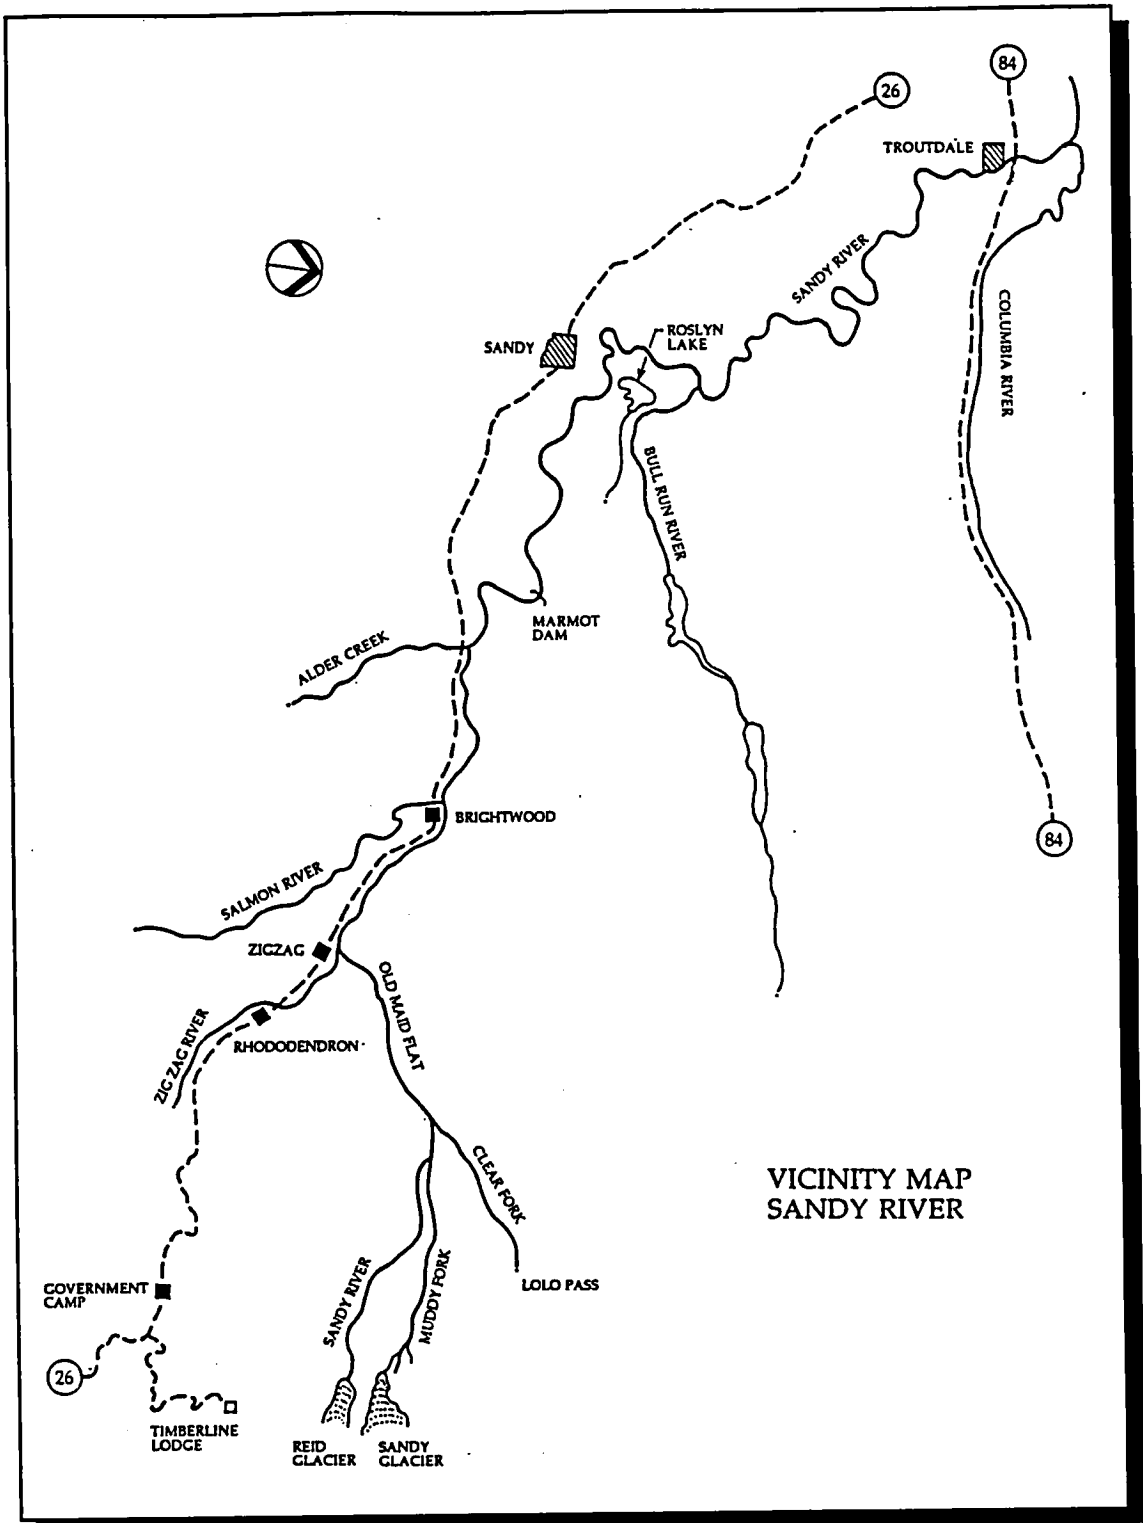 84
26
TROUTDALE
SANDY RIVER
COLUMBIA RIVER
ROSLYN
LAKE
SANDY
BULL RUN RIVER
MARMOT
DAM
ALDER CREEK
BRIGHTWOOD
84
SALMON RIVER
ZIGZAG
OLD MAID FLAT
ZIG ZAG RIVER
RHODODENDRON
CLEAR FORK
VICINITY MAP
SANDY RIVER
GOVERNMENT
CAMP
SANDY RIVER
MUDDY FORK
LOLO PASS
26
TIMBERLINE
LODGE
REID
GLACIER
SANDY
GLACIER